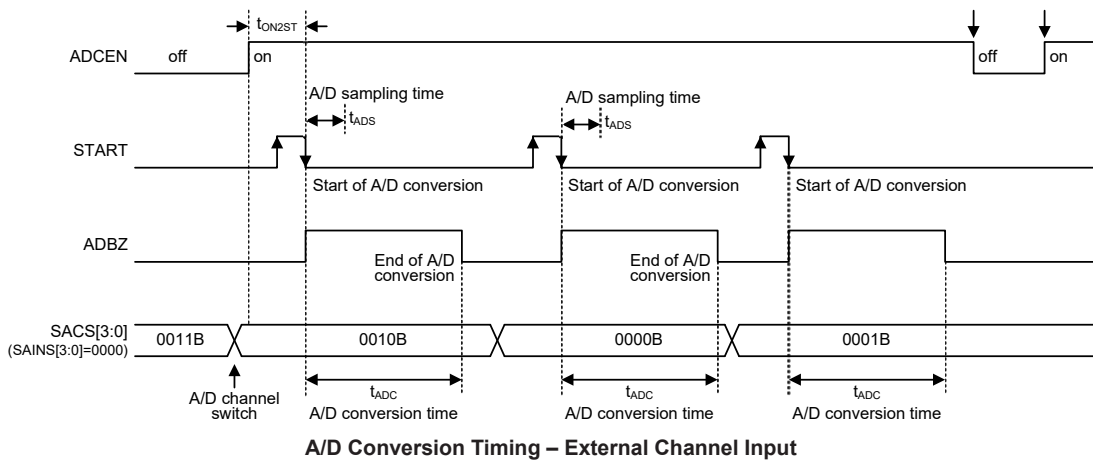 tON2ST
ADCEN
off
on
off
on
A/D sampling time
tADS
A/D sampling time
tADS
START
Start of A/D conversion
Start of A/D conversion
Start of A/D conversion
ADBZ
End of A/D
conversion
End of A/D
conversion
SACS[3:0]
(SAINS[3:0]=0000)
0011B
0010B
0000B
0001B
A/D channel
switch
tADC
A/D conversion time
tADC
A/D conversion time
tADC
A/D conversion time
A/D Conversion Timing – External Channel Input